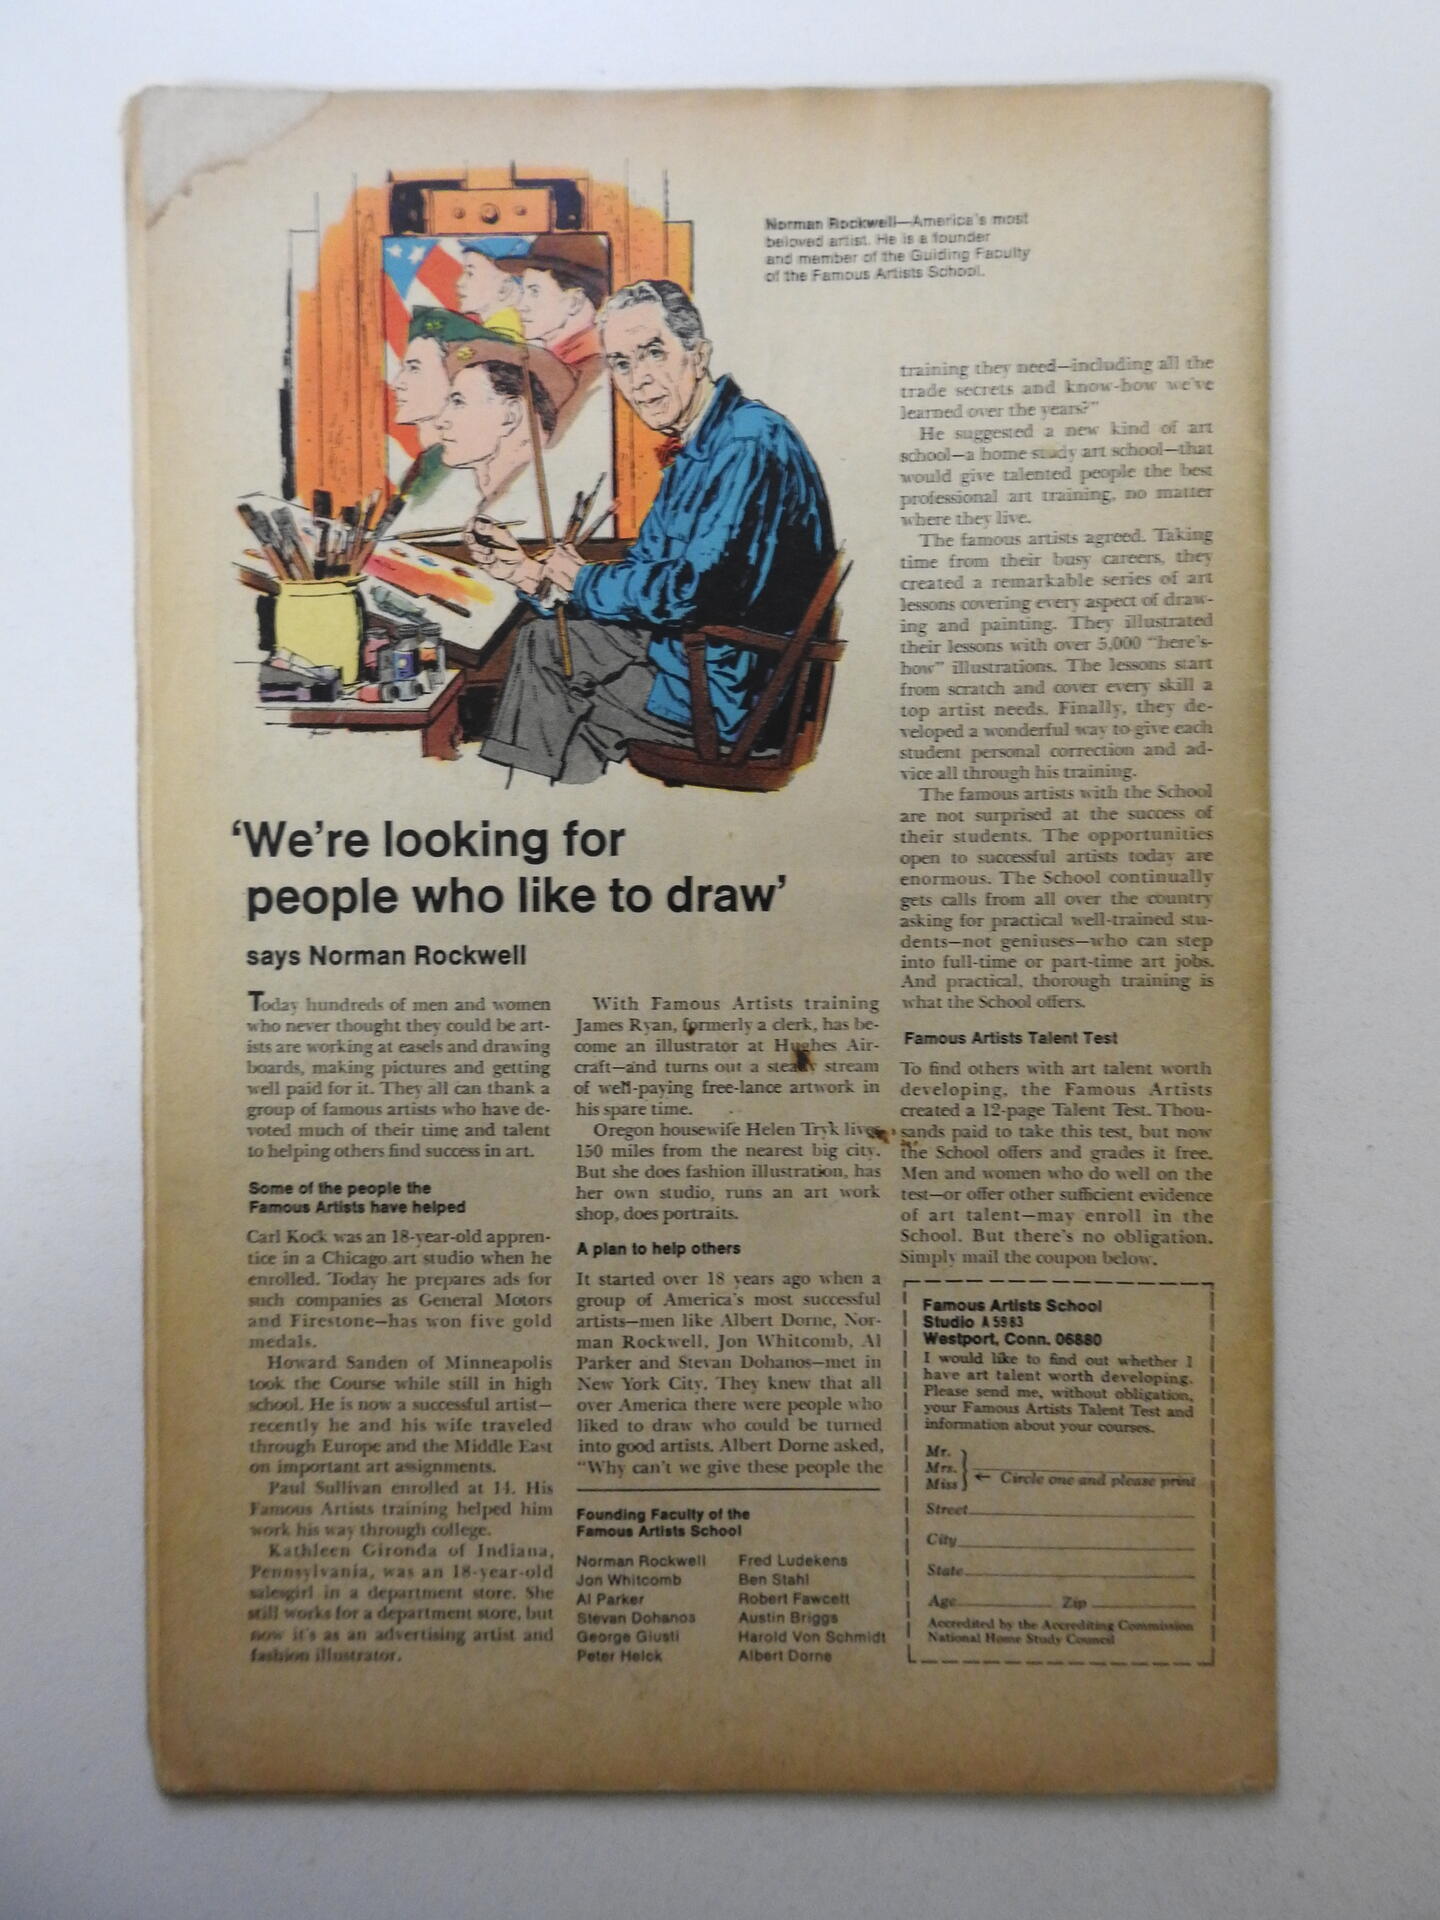 Norman Rockwell—America's most
beloved artist. He is a founder
and member of the Guiding Faculty
of the Famous Artists School.
'We're looking for
people who like to draw'
says Norman Rockwell
Today hundreds of men and women
who never thought they could be art-
ists are working at easels and drawing
boards, making pictures and getting
well paid for it. They all can thank a
group of famous artists who have de-
voted much of their time and talent
to helping others find success in art.
Some of the people the
Famous Artists have helped
Carl Kock was an 18-year-old appren-
tice in a Chicago art studio when he
enrolled. Today he prepares ads for
such companies as General Motors
and Firestone—has won five gold
medals.
Howard Sanden of Minneapolis
took the Course while still in high
school. He is now a successful artist—
recently he and his wife traveled
through Europe and the Middle East
on important art assignments.
Paul Sullivan enrolled at 14. His
Famous Artists training helped him
work his way through college.
Kathleen Gironda of Indiana,
Pennsylvania, was an 18-year-old
salesgirl in a department store. She
still works for a department store, but
now it's as an advertising artist and
fashion illustrator.
With Famous Artists training
James Ryan, formerly a clerk, has be-
come an illustrator at Hughes Air-
craft—and turns out a steady stream
of well-paying free-lance artwork in
his spare time.
Oregon housewife Helen Tryk lives
150 miles from the nearest big city.
But she does fashion illustration, has
her own studio, runs an art work
shop, does portraits.
A plan to help others
It started over 18 years ago when a
group of America's most successful
artists—men like Albert Dorne, Nor-
man Rockwell, Jon Whitcomb, Al
Parker and Stevan Dohanos—met in
New York City. They knew that all
over America there were people who
liked to draw who could be turned
into good artists. Albert Dorne asked,
"Why can't we give these people the
Founding Faculty of the
Famous Artists School
Norman Rockwell
Jon Whitcomb
Al Parker
Stevan Dohanos
George Giusti
Peter Helck
Fred Ludekens
Ben Stahl
Robert Fawcett
Austin Briggs
Harold Von Schmidt
Albert Dorne
training they need—including all the
trade secrets and know-how we've
learned over the years?"
He suggested a new kind of art
school—a home study art school—that
would give talented people the best
professional art training, no matter
where they live.
The famous artists agreed. Taking
time from their busy careers, they
created a remarkable series of art
lessons covering every aspect of draw-
ing and painting. They illustrated
their lessons with over 5,000 "here's-
how" illustrations. The lessons start
from scratch and cover every skill a
top artist needs. Finally, they de-
veloped a wonderful way to give each
student personal correction and ad-
vice all through his training.
The famous artists with the School
are not surprised at the success of
their students. The opportunities
open to successful artists today are
enormous. The School continually
gets calls from all over the country
asking for practical well-trained stu-
dents—not geniuses—who can step
into full-time or part-time art jobs.
And practical, thorough training is
what the School offers.
Famous Artists Talent Test
To find others with art talent worth
developing, the Famous Artists
created a 12-page Talent Test. Thou-
sands paid to take this test, but now
the School offers and grades it free.
Men and women who do well on the
test—or offer other sufficient evidence
of art talent—may enroll in the
School. But there's no obligation.
Simply mail the coupon below.
Famous Artists School
Studio A5983
Westport, Conn. 06880
I would like to find out whether I
have art talent worth developing.
Please send me, without obligation,
your Famous Artists Talent Test and
information about your courses.
Mr.
Mrs.
Miss
← Circle one and please print
Street
City
State
Age Zip
Accredited by the Accrediting Commission
National Home Study Council